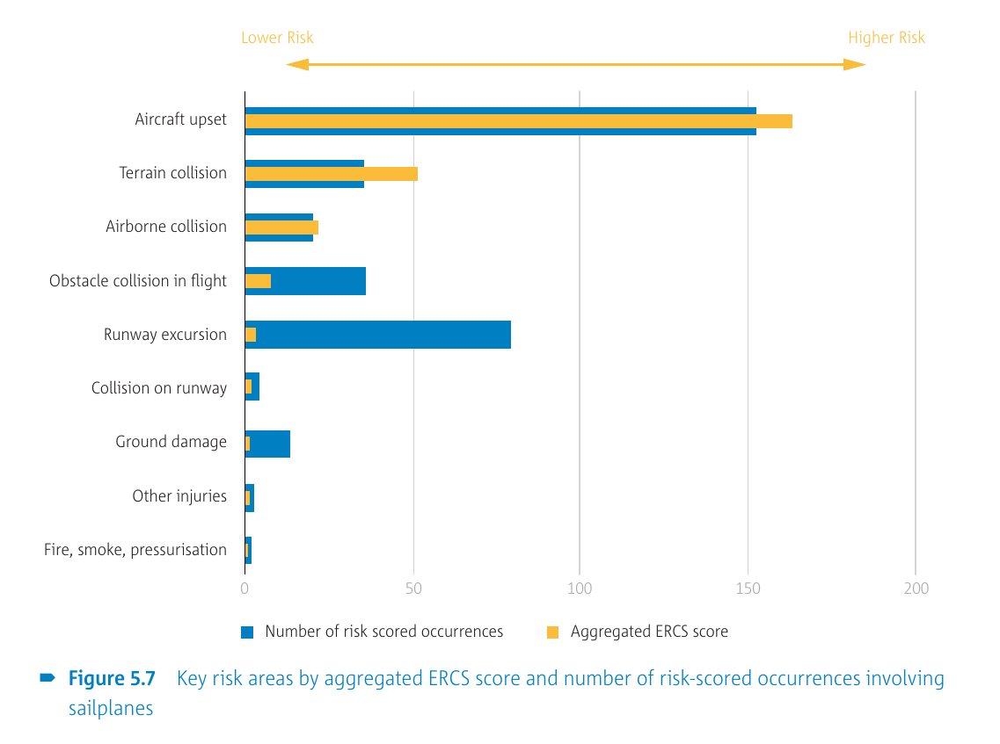 Lower Risk
Higher Risk
Aircraft upset
Terrain collision
Airborne collision
Obstacle collision in flight
Runway excursion
Collision on runway
Ground damage
Other injuries
Fire, smoke, pressurisation
0 50 100 150 200
Number of risk scored occurrences
Aggregated ERCS score
Figure 5.7 Key risk areas by aggregated ERCS score and number of risk-scored occurrences involving
sailplanes